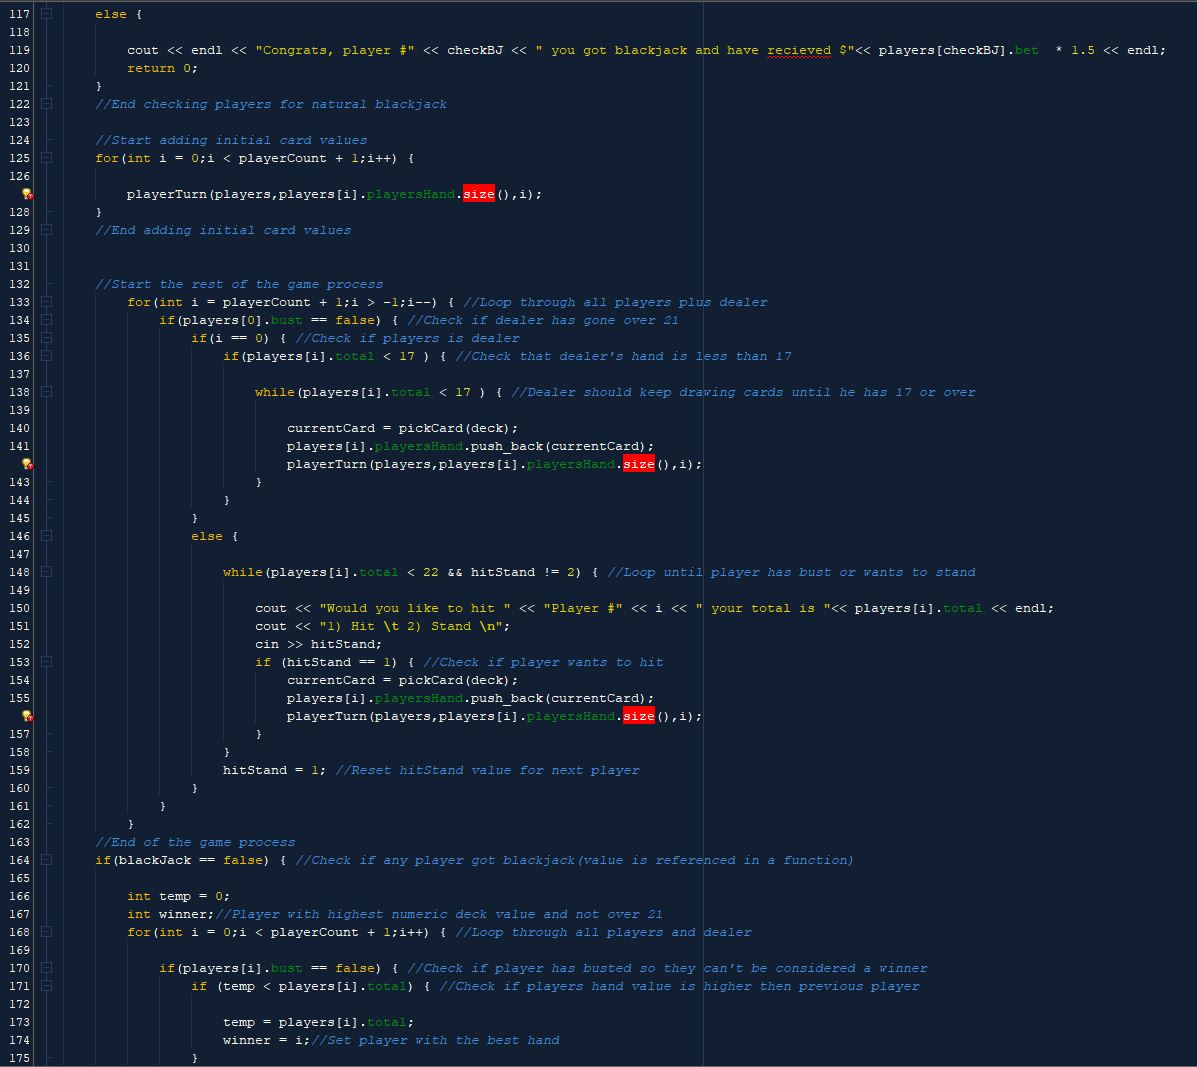 117 else {
118
119 cout << endl << "Congrats, player #" << checkBJ << " you got blackjack and have recieved $"<< players[checkBJ].bet  * 1.5 << endl;
120 return 0;
121 }
122 //End checking players for natural blackjack
123
124 //Start adding initial card values
125 for(int i = 0;i < playerCount + 1;i++) {
126
playerTurn(players,players[i].playersHand.size(),i);
128 }
129 //End adding initial card values
130
131
132 //Start the rest of the game process
133 for(int i = playerCount + 1;i > -1;i--) { //Loop through all players plus dealer
134 if(players[0].bust == false) { //Check if dealer has gone over 21
135 if(i == 0) { //Check if players is dealer
136 if(players[i].total < 17 ) { //Check that dealer's hand is less than 17
137
138 while(players[i].total < 17 ) { //Dealer should keep drawing cards until he has 17 or over
139
140 currentCard = pickCard(deck);
141 players[i].playersHand.push_back(currentCard);
playerTurn(players,players[i].playersHand.size(),i);
143 }
144 }
145 }
146 else {
147
148 while(players[i].total < 22 && hitStand != 2) { //Loop until player has bust or wants to stand
149
150 cout << "Would you like to hit " << "Player #" << i << " your total is "<< players[i].total << endl;
151 cout << "1) Hit \t 2) Stand \n";
152 cin >> hitStand;
153 if (hitStand == 1) { //Check if player wants to hit
154 currentCard = pickCard(deck);
155 players[i].playersHand.push_back(currentCard);
playerTurn(players,players[i].playersHand.size(),i);
157 }
158 }
159 hitStand = 1; //Reset hitStand value for next player
160 }
161 }
162 }
163 //End of the game process
164 if(blackJack == false) { //Check if any player got blackjack(value is referenced in a function)
165
166 int temp = 0;
167 int winner;//Player with highest numeric deck value and not over 21
168 for(int i = 0;i < playerCount + 1;i++) { //Loop through all players and dealer
169
170 if(players[i].bust == false) { //Check if player has busted so they can't be considered a winner
171 if (temp < players[i].total) { //Check if players hand value is higher then previous player
172
173 temp = players[i].total;
174 winner = i;//Set player with the best hand
175 }